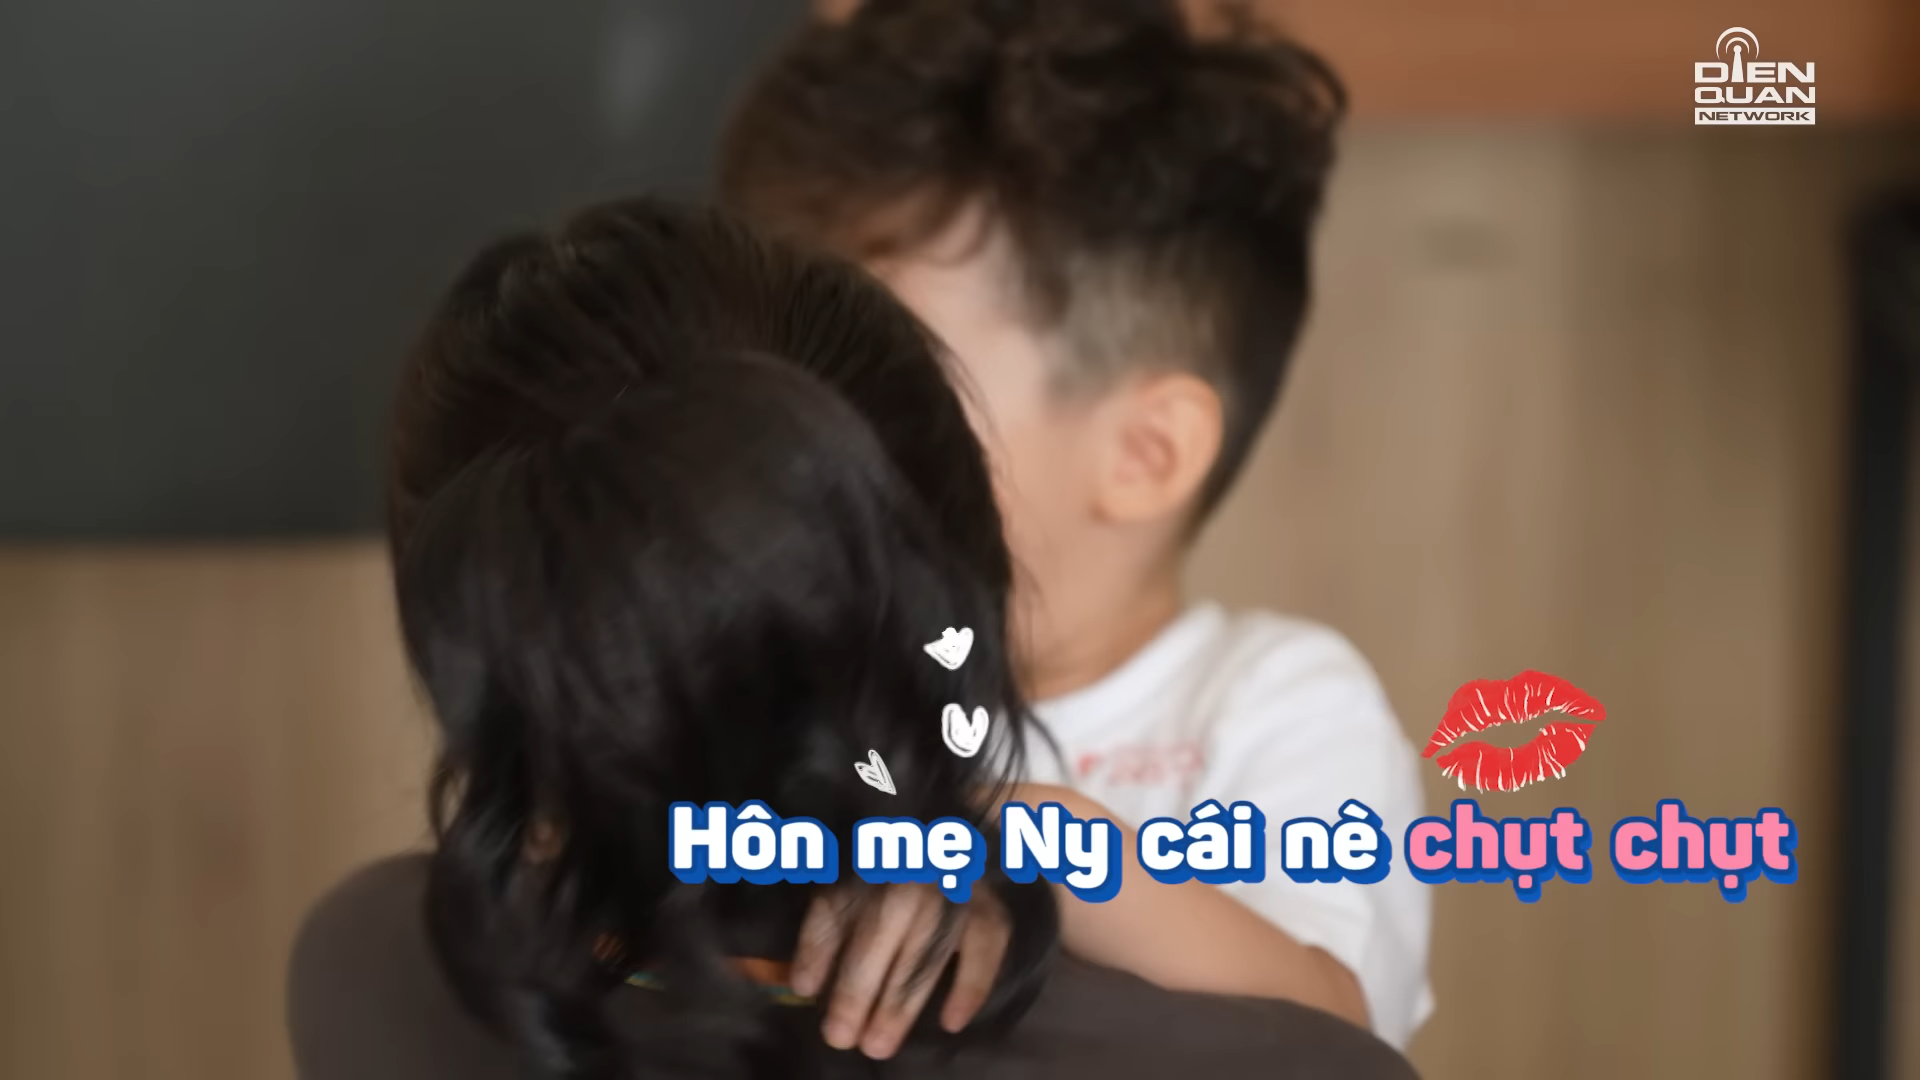 DIEN
QUAN
NETWORK
Hôn mẹ Ny cái nè chụt chụt